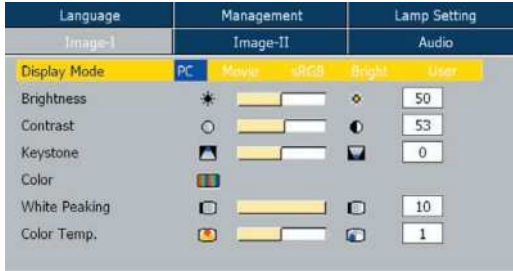 Language Management Lamp Setting
Image-I Image-II Audio
Display Mode PC Movie sRGB Bright User
Brightness 50
Contrast 53
Keystone 0
Color
White Peaking 10
Color Temp. 1